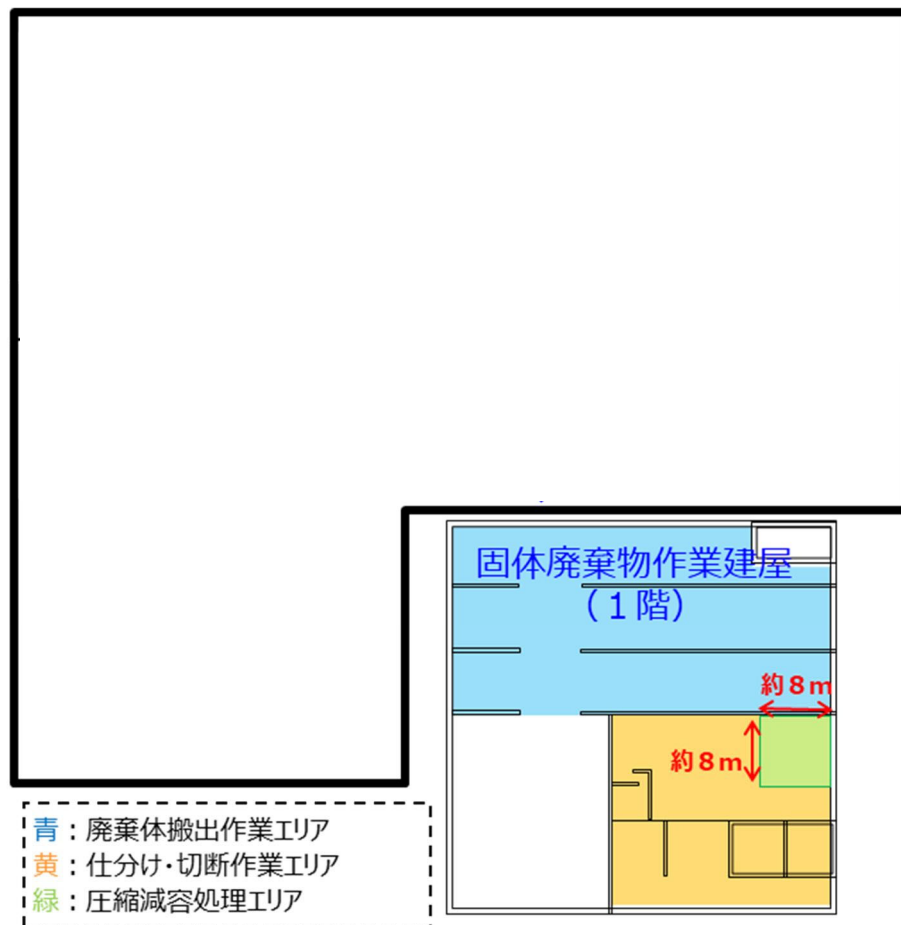 固体廃棄物作業建屋
（１階）
約８ｍ
約８ｍ
青：廃棄体搬出作業エリア
黄：仕分け・切断作業エリア
緑：圧縮減容処理エリア